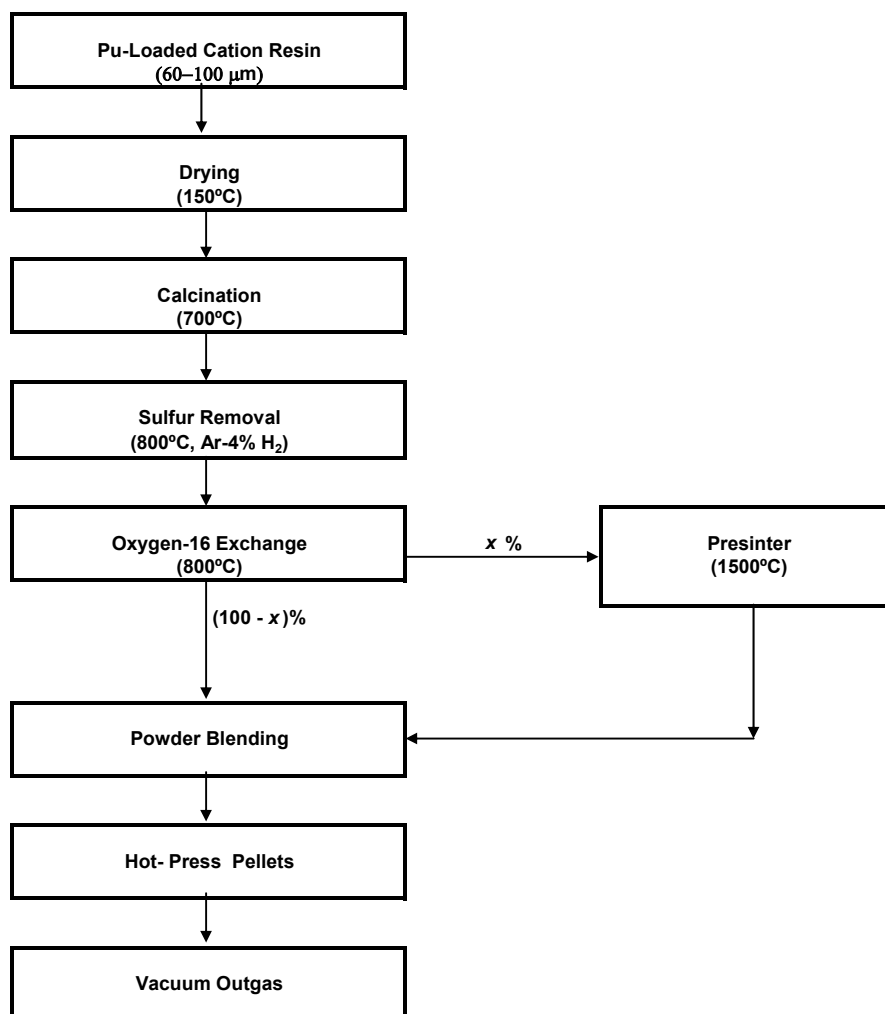 Pu-Loaded Cation Resin
(60–100 μm)
Drying
(150ºC)
Calcination
(700ºC)
Sulfur Removal
(800ºC, Ar-4% H₂)
Oxygen-16 Exchange
(800ºC)
x %
Presinter
(1500ºC)
(100 - x)%
Powder Blending
Hot- Press Pellets
Vacuum Outgas